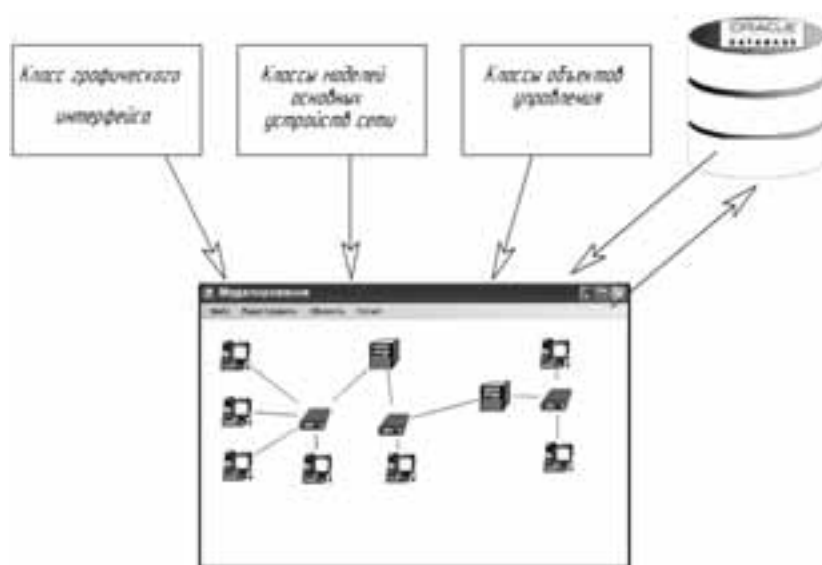 Класс графического
интерфейса
Классы моделей
основных
устройств сети
Классы объектов
управления
ORACLE
DATABASE
Моделирование